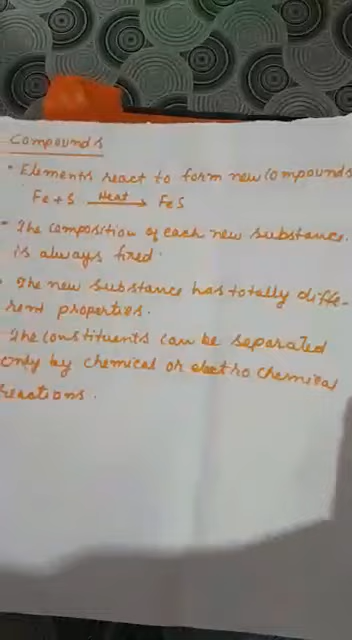 Compounds
• Elements react to form new compounds
Fe + S Heat → FeS
• The composition of each new substance
is always fixed.
• The new substance has totally diffe-
rent properties.
The constituents can be separated
only by chemical or electro chemical
reactions.